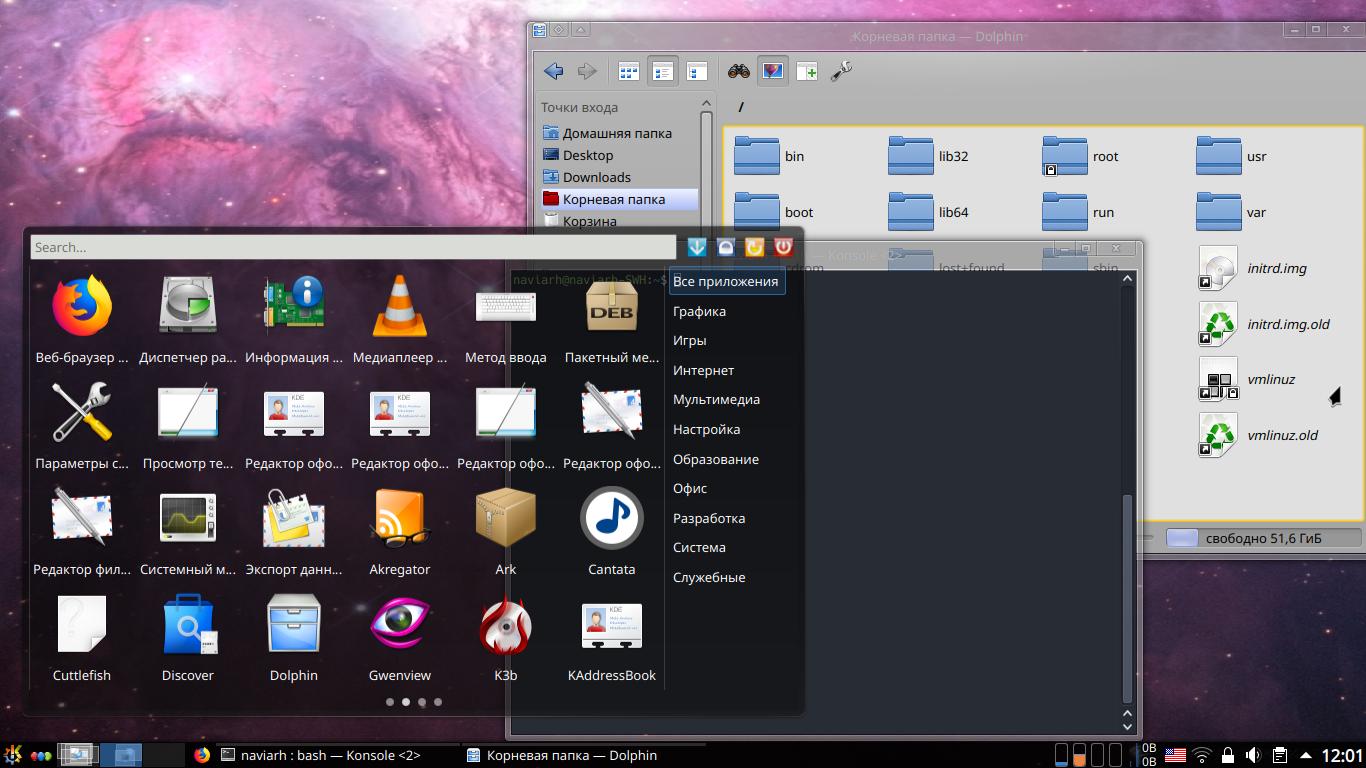 Корневая папка — Dolphin
Точки входа
Домашняя папка
Desktop
Downloads
Корневая папка
Корзина
/
bin
lib32
root
usr
boot
lib64
run
var
lost+found
sbin
initrd.img
initrd.img.old
vmlinuz
vmlinuz.old
свободно 51,6 ГиБ
— Konsole <2>
naviarh@naviarh-SWH:~$
Search...
Веб-браузер ...
Диспетчер ра...
Информация ...
Медиаплеер ...
Метод ввода
Пакетный ме...
DEB
Параметры с...
Просмотр те...
Редактор офо...
Редактор офо...
Редактор офо...
Редактор офо...
KDE
KDE
Редактор фил...
Системный м...
Экспорт данн...
Akregator
Ark
Cantata
Cuttlefish
Discover
Dolphin
Gwenview
K3b
KAddressBook
KDE
Все приложения
Графика
Игры
Интернет
Мультимедиа
Настройка
Образование
Офис
Разработка
Система
Служебные
naviarh : bash — Konsole <2>
Корневая папка — Dolphin
0B
0B
12:01